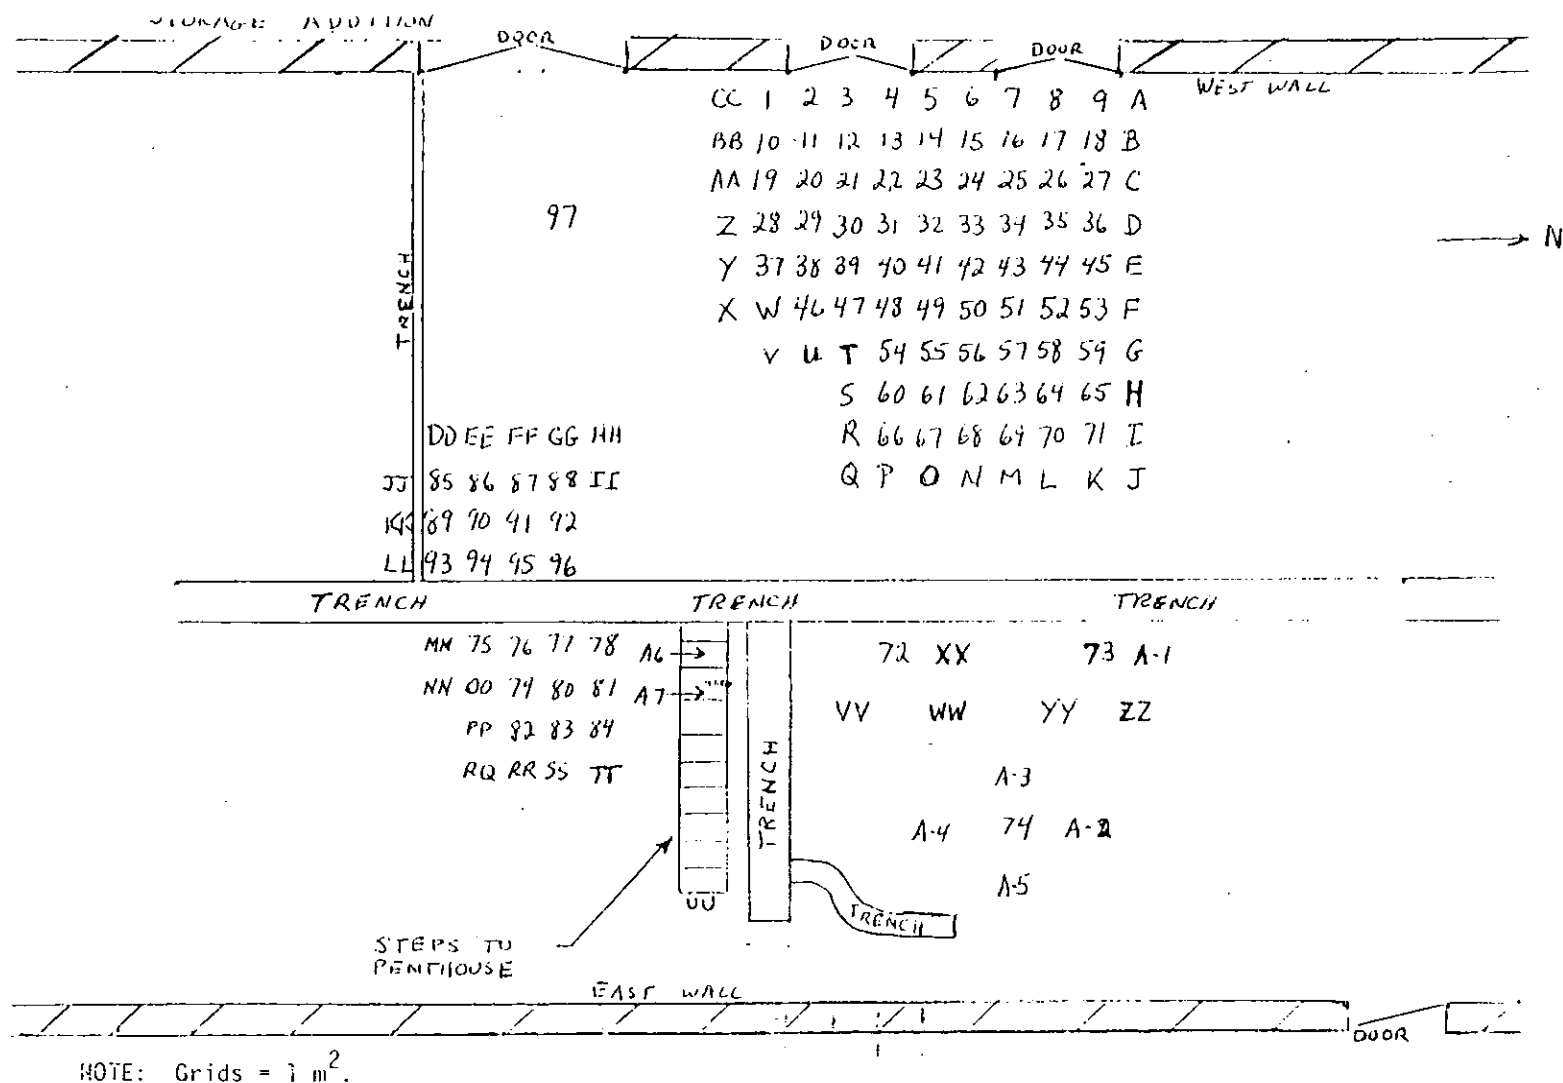 STORAGE ADDITION
DOOR DOOR DOOR
WEST WALL
CC 1 2 3 4 5 6 7 8 9 A
BB 10 11 12 13 14 15 16 17 18 B
AA 19 20 21 22 23 24 25 26 27 C
97
Z 28 29 30 31 32 33 34 35 36 D
N
Y 37 38 39 40 41 42 43 44 45 E
TRENCH
X W 46 47 48 49 50 51 52 53 F
V U T 54 55 56 57 58 59 G
S 60 61 62 63 64 65 H
DD EE FF GG HH
R 66 67 68 69 70 71 I
JJ 85 86 87 88 II
Q P O N M L K J
KK 89 90 91 92
LL 93 94 95 96
TRENCH TRENCH TRENCH
MM 75 76 77 78
A6
72 XX 73 A-1
NN OO 79 80 81
A7
VV WW YY ZZ
PP 82 83 84
RQ RR SS TT
TRENCH
A-3
A-4 74 A-2
A-5
UU
TRENCH
STEPS TO
PENTHOUSE
EAST WALL
DOOR
NOTE: Grids = 1 m².